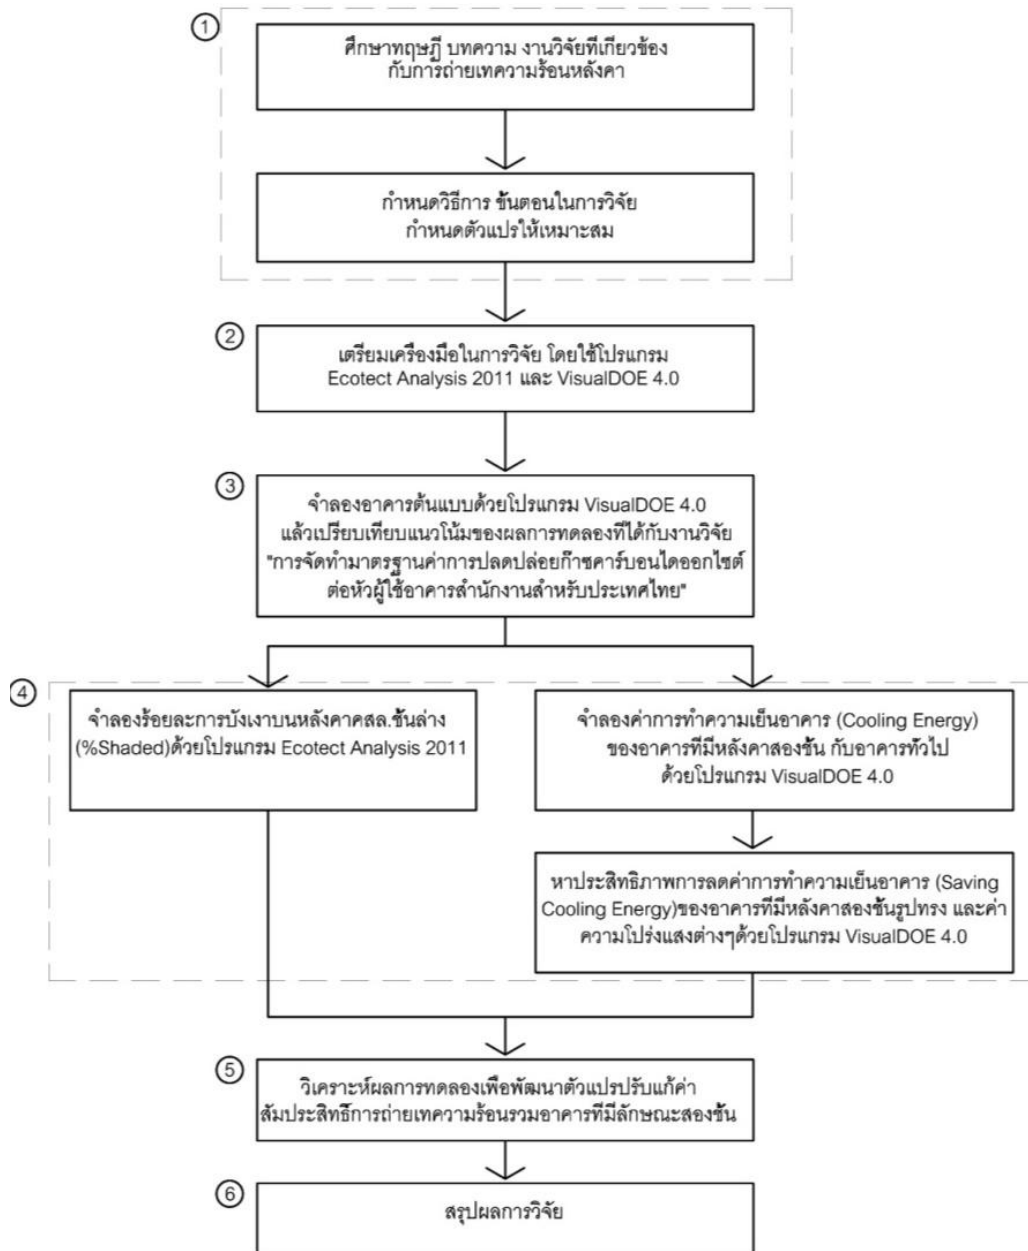 ①
ศึกษาทฤษฎี บทความ งานวิจัยที่เกี่ยวข้อง
กับการถ่ายเทความร้อนหลังคา
กำหนดวิธีการ ขั้นตอนในการวิจัย
กำหนดตัวแปรให้เหมาะสม
②
เตรียมเครื่องมือในการวิจัย โดยใช้โปรแกรม
Ecotect Analysis 2011 และ VisualDOE 4.0
③
จำลองอาคารต้นแบบด้วยโปรแกรม VisualDOE 4.0
แล้วเปรียบเทียบแนวโน้มของผลการทดลองที่ได้กับงานวิจัย
"การจัดทำมาตรฐานค่าการปลดปล่อยก๊าซคาร์บอนไดออกไซต์
ต่อหัวผู้ใช้อาคารสำนักงานสำหรับประเทศไทย"
④
จำลองร้อยละการบังเงาบนหลังคาคสล.ชั้นล่าง
(%Shaded)ด้วยโปรแกรม Ecotect Analysis 2011
จำลองค่าการทำความเย็นอาคาร (Cooling Energy)
ของอาคารที่มีหลังคาสองชั้น กับอาคารทั่วไป
ด้วยโปรแกรม VisualDOE 4.0
หาประสิทธิภาพการลดค่าการทำความเย็นอาคาร (Saving
Cooling Energy)ของอาคารที่มีหลังคาสองชั้นรูปทรง และค่า
ความโปร่งแสงต่างๆด้วยโปรแกรม VisualDOE 4.0
⑤
วิเคราะห์ผลการทดลองเพื่อพัฒนาตัวแปรปรับแก้ค่า
สัมประสิทธิ์การถ่ายเทความร้อนรวมอาคารที่มีลักษณะสองชั้น
⑥
สรุปผลการวิจัย